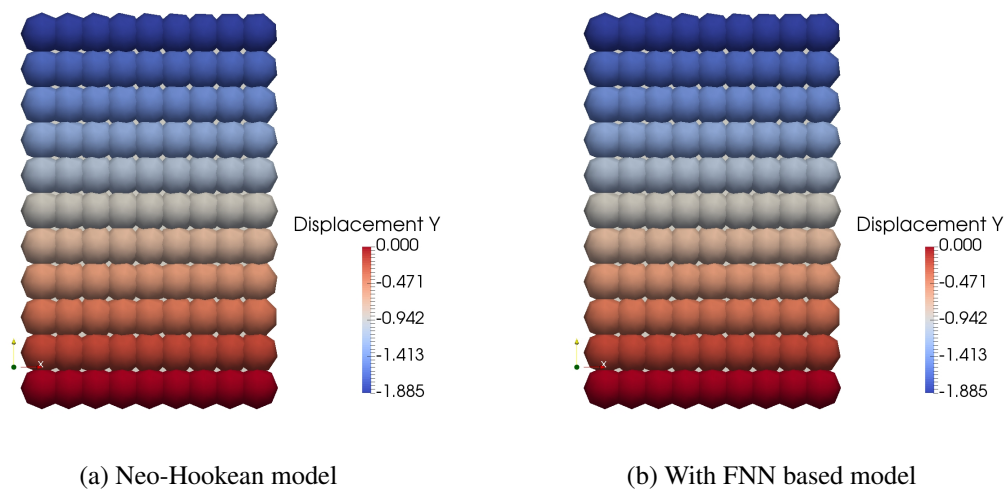 Displacement Y
0.000
-0.471
-0.942
-1.413
-1.885
X
(a) Neo-Hookean model
Displacement Y
0.000
-0.471
-0.942
-1.413
-1.885
X
(b) With FNN based model